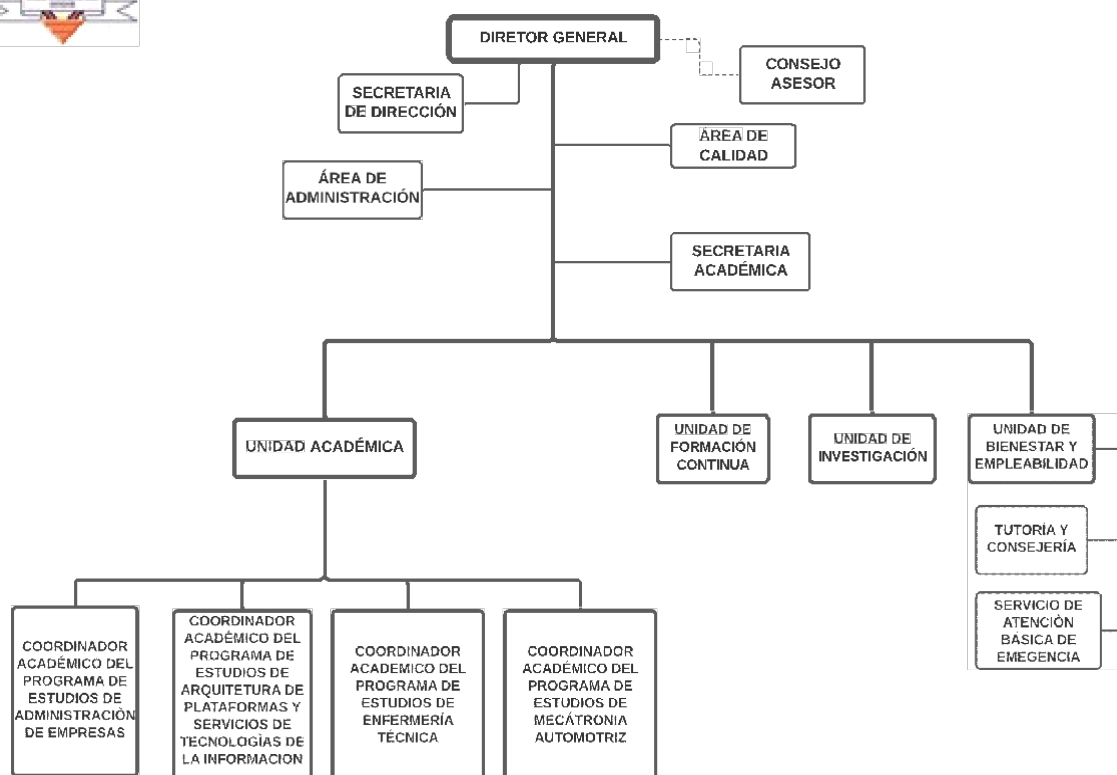 DIRETOR GENERAL
CONSEJO
ASESOR
SECRETARIA
DE DIRECCIÓN
ÁREA DE
CALIDAD
ÁREA DE
ADMINISTRACIÓN
SECRETARIA
ACADÉMICA
UNIDAD ACADÉMICA
UNIDAD DE
FORMACIÓN
CONTINUA
UNIDAD DE
INVESTIGACIÓN
UNIDAD DE
BIENESTAR Y
EMPLEABILIDAD
TUTORÍA Y
CONSEJERÍA
SERVICIO DE
ATENCIÓN
BÁSICA DE
EMEGENCIA
COORDINADOR
ACADÉMICO DEL
PROGRAMA DE
ESTUDIOS DE
ADMINISTRACIÓN
DE EMPRESAS
COORDINADOR
ACADÉMICO DEL
PROGRAMA DE
ESTUDIOS DE
ARQUITETURA DE
PLATAFORMAS Y
SERVICIOS DE
TECNOLOGÍAS DE
LA INFORMACION
COORDINADOR
ACADEMICO DEL
PROGRAMA DE
ESTUDIOS DE
ENFERMERÍA
TÉCNICA
COORDINADOR
ACADÉMICO DEL
PROGRAMA DE
ESTUDIOS DE
MECÁTRONIA
AUTOMOTRIZ